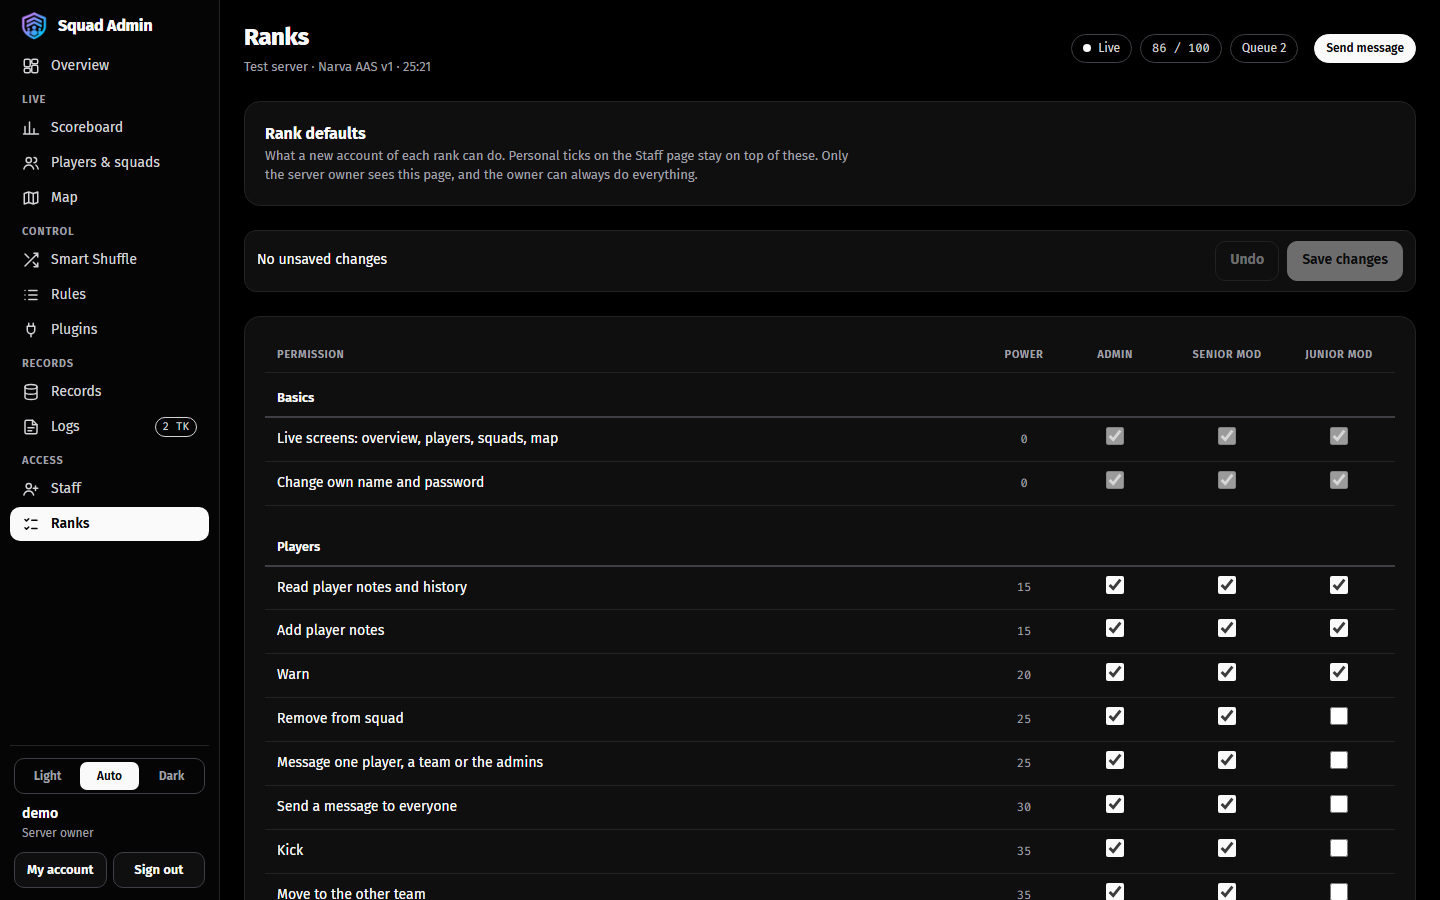 Squad Admin
Overview
LIVE
Scoreboard
Players & squads
Map
CONTROL
Smart Shuffle
Rules
Plugins
RECORDS
Records
Logs
2 TK
ACCESS
Staff
Ranks
Light Auto Dark
demo
Server owner
My account Sign out
Ranks
Test server · Narva AAS v1 · 25:21
Live 86 / 100 Queue 2 Send message
Rank defaults
What a new account of each rank can do. Personal ticks on the Staff page stay on top of these. Only
the server owner sees this page, and the owner can always do everything.
No unsaved changes Undo Save changes
PERMISSION POWER ADMIN SENIOR MOD JUNIOR MOD
Basics
Live screens: overview, players, squads, map 0
Change own name and password 0
Players
Read player notes and history 15
Add player notes 15
Warn 20
Remove from squad 25
Message one player, a team or the admins 25
Send a message to everyone 30
Kick 35
Move to the other team 35